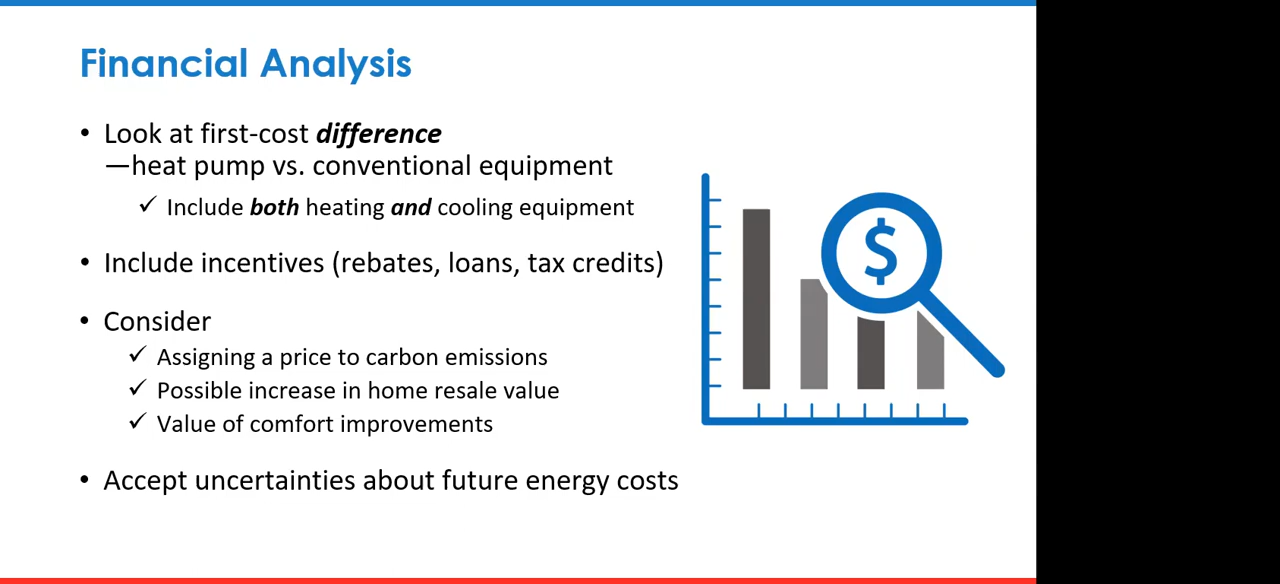 Financial Analysis
• Look at first-cost difference
—heat pump vs. conventional equipment
✓ Include both heating and cooling equipment
• Include incentives (rebates, loans, tax credits)
• Consider
✓ Assigning a price to carbon emissions
✓ Possible increase in home resale value
✓ Value of comfort improvements
• Accept uncertainties about future energy costs
$